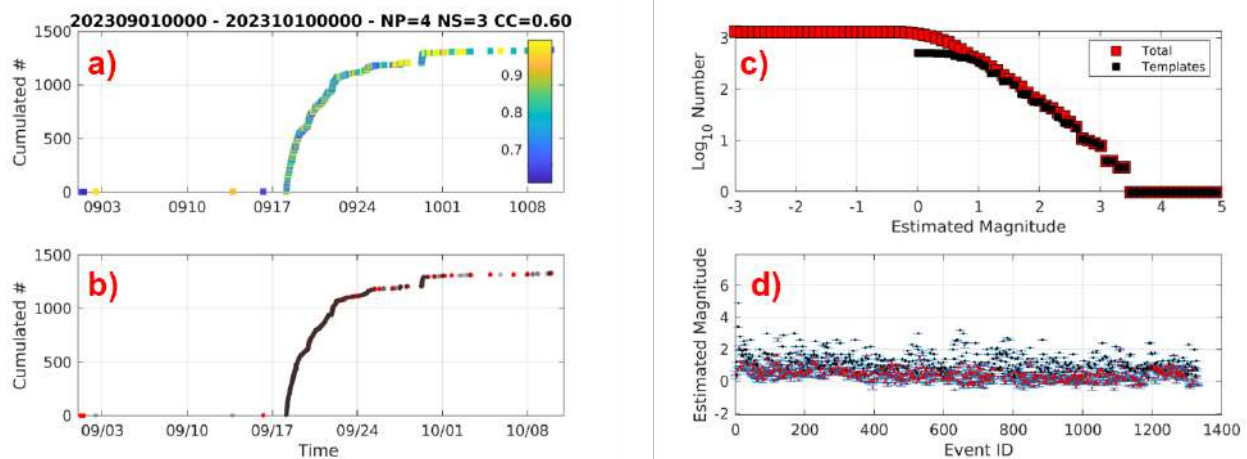 202309010000 - 202310100000 - NP=4 NS=3 CC=0.60
a)
Cumulated #
1500
1000
500
0
0903 0910 0917 0924 1001 1008
0.9
0.8
0.7
b)
Cumulated #
1500
1000
500
0
09/03 09/10 09/17 09/24 10/01 10/08
Time
c)
Log10 Number
3
2
1
0
-3 -2 -1 0 1 2 3 4 5
Estimated Magnitude
Total
Templates
d)
Estimated Magnitude
6
4
2
0
-2
0 200 400 600 800 1000 1200 1400
Event ID